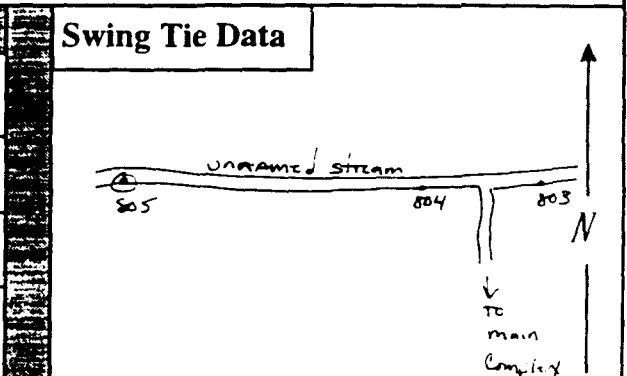 Swing Tie Data
unnamed stream
805
804
803
N
TO
main
Complex